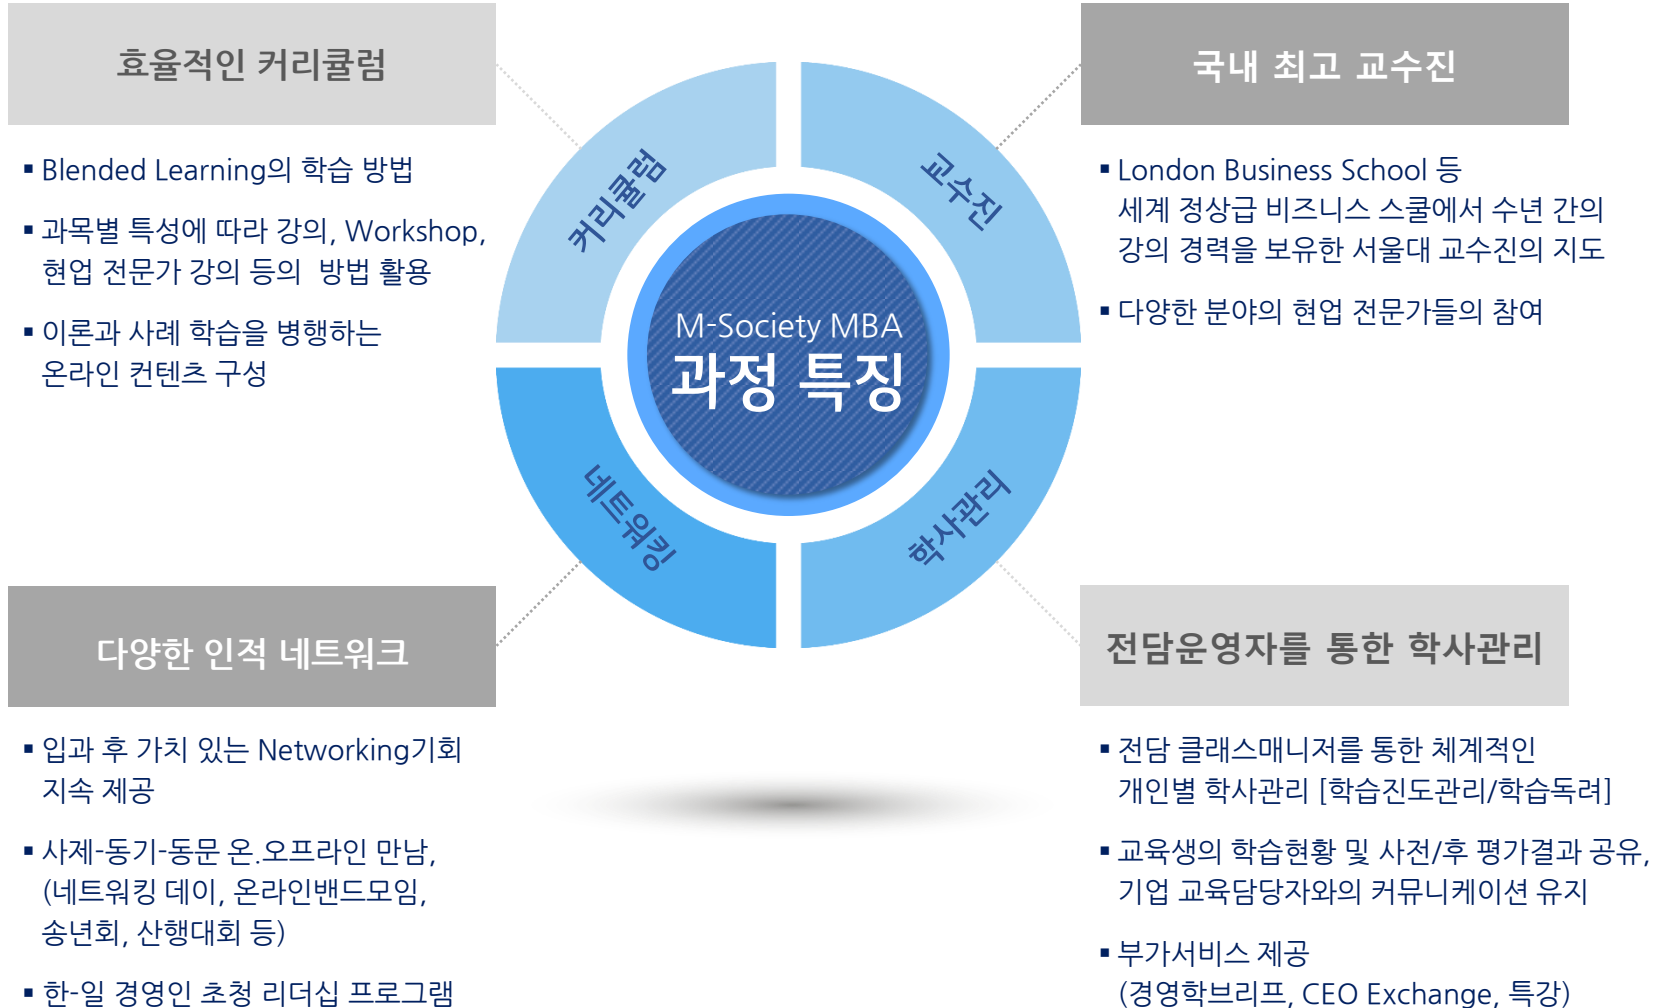 효율적인 커리큘럼
▪ Blended Learning의 학습 방법
▪ 과목별 특성에 따라 강의, Workshop,
현업 전문가 강의 등의 방법 활용
▪ 이론과 사례 학습을 병행하는
온라인 컨텐츠 구성
국내 최고 교수진
▪ London Business School 등
세계 정상급 비즈니스 스쿨에서 수년 간의
강의 경력을 보유한 서울대 교수진의 지도
▪ 다양한 분야의 현업 전문가들의 참여
커리큘럼
교수진
M-Society MBA
과정 특징
네트워킹
학사관리
다양한 인적 네트워크
▪ 입과 후 가치 있는 Networking기회
지속 제공
▪ 사제-동기-동문 온.오프라인 만남,
(네트워킹 데이, 온라인밴드모임,
송년회, 산행대회 등)
▪ 한-일 경영인 초청 리더십 프로그램
전담운영자를 통한 학사관리
▪ 전담 클래스매니저를 통한 체계적인
개인별 학사관리 [학습진도관리/학습독려]
▪ 교육생의 학습현황 및 사전/후 평가결과 공유,
기업 교육담당자와의 커뮤니케이션 유지
▪ 부가서비스 제공
(경영학브리프, CEO Exchange, 특강)